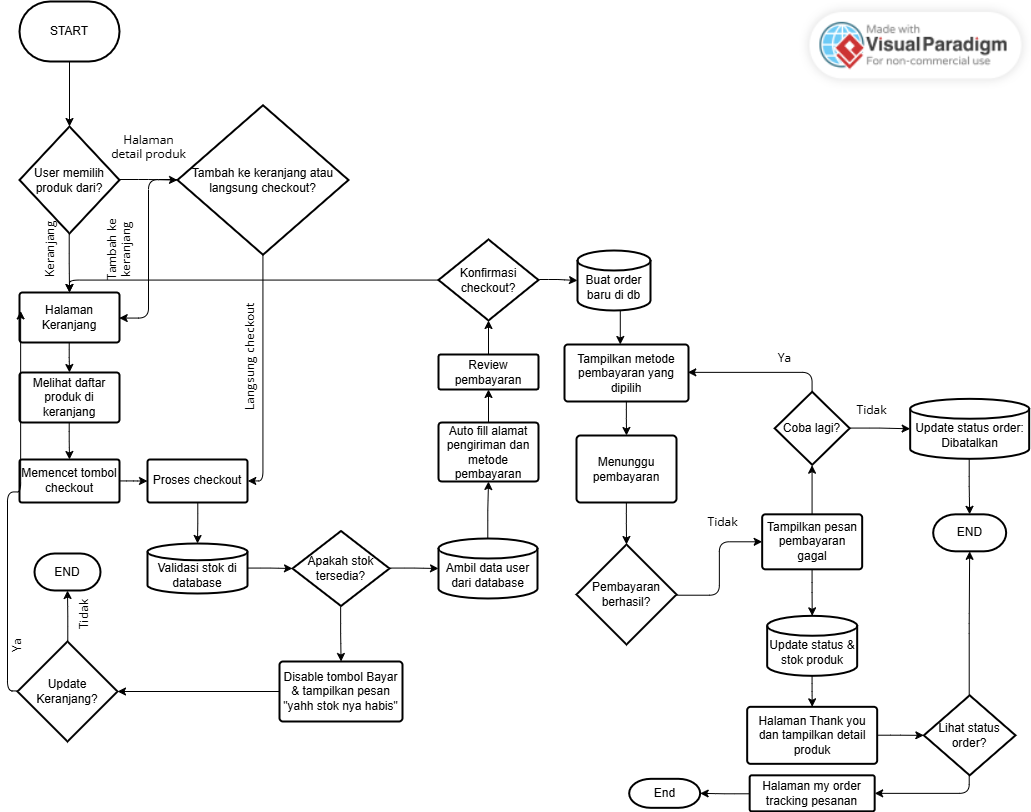 START
Made with
Visual Paradigm
For non-commercial use
Halaman
detail produk
User memilih
produk dari?
Tambah ke keranjang atau
langsung checkout?
Keranjang
Tambah ke
keranjang
Langsung checkout
Halaman
Keranjang
Melihat daftar
produk di
keranjang
Memencet tombol
checkout
Proses checkout
Validasi stok di
database
Apakah stok
tersedia?
Ambil data user
dari database
Auto fill alamat
pengiriman dan
metode
pembayaran
Review
pembayaran
Konfirmasi
checkout?
Buat order
baru di db
Tampilkan metode
pembayaran yang
dipilih
Menunggu
pembayaran
Pembayaran
berhasil?
Tidak
Tampilkan pesan
pembayaran
gagal
Coba lagi?
Ya
Tidak
Update status order:
Dibatalkan
END
Update status &
stok produk
Halaman Thank you
dan tampilkan detail
produk
Lihat status
order?
Halaman my order
tracking pesanan
End
Disable tombol Bayar
& tampilkan pesan
"yahh stok nya habis"
Update
Keranjang?
Ya
Tidak
END